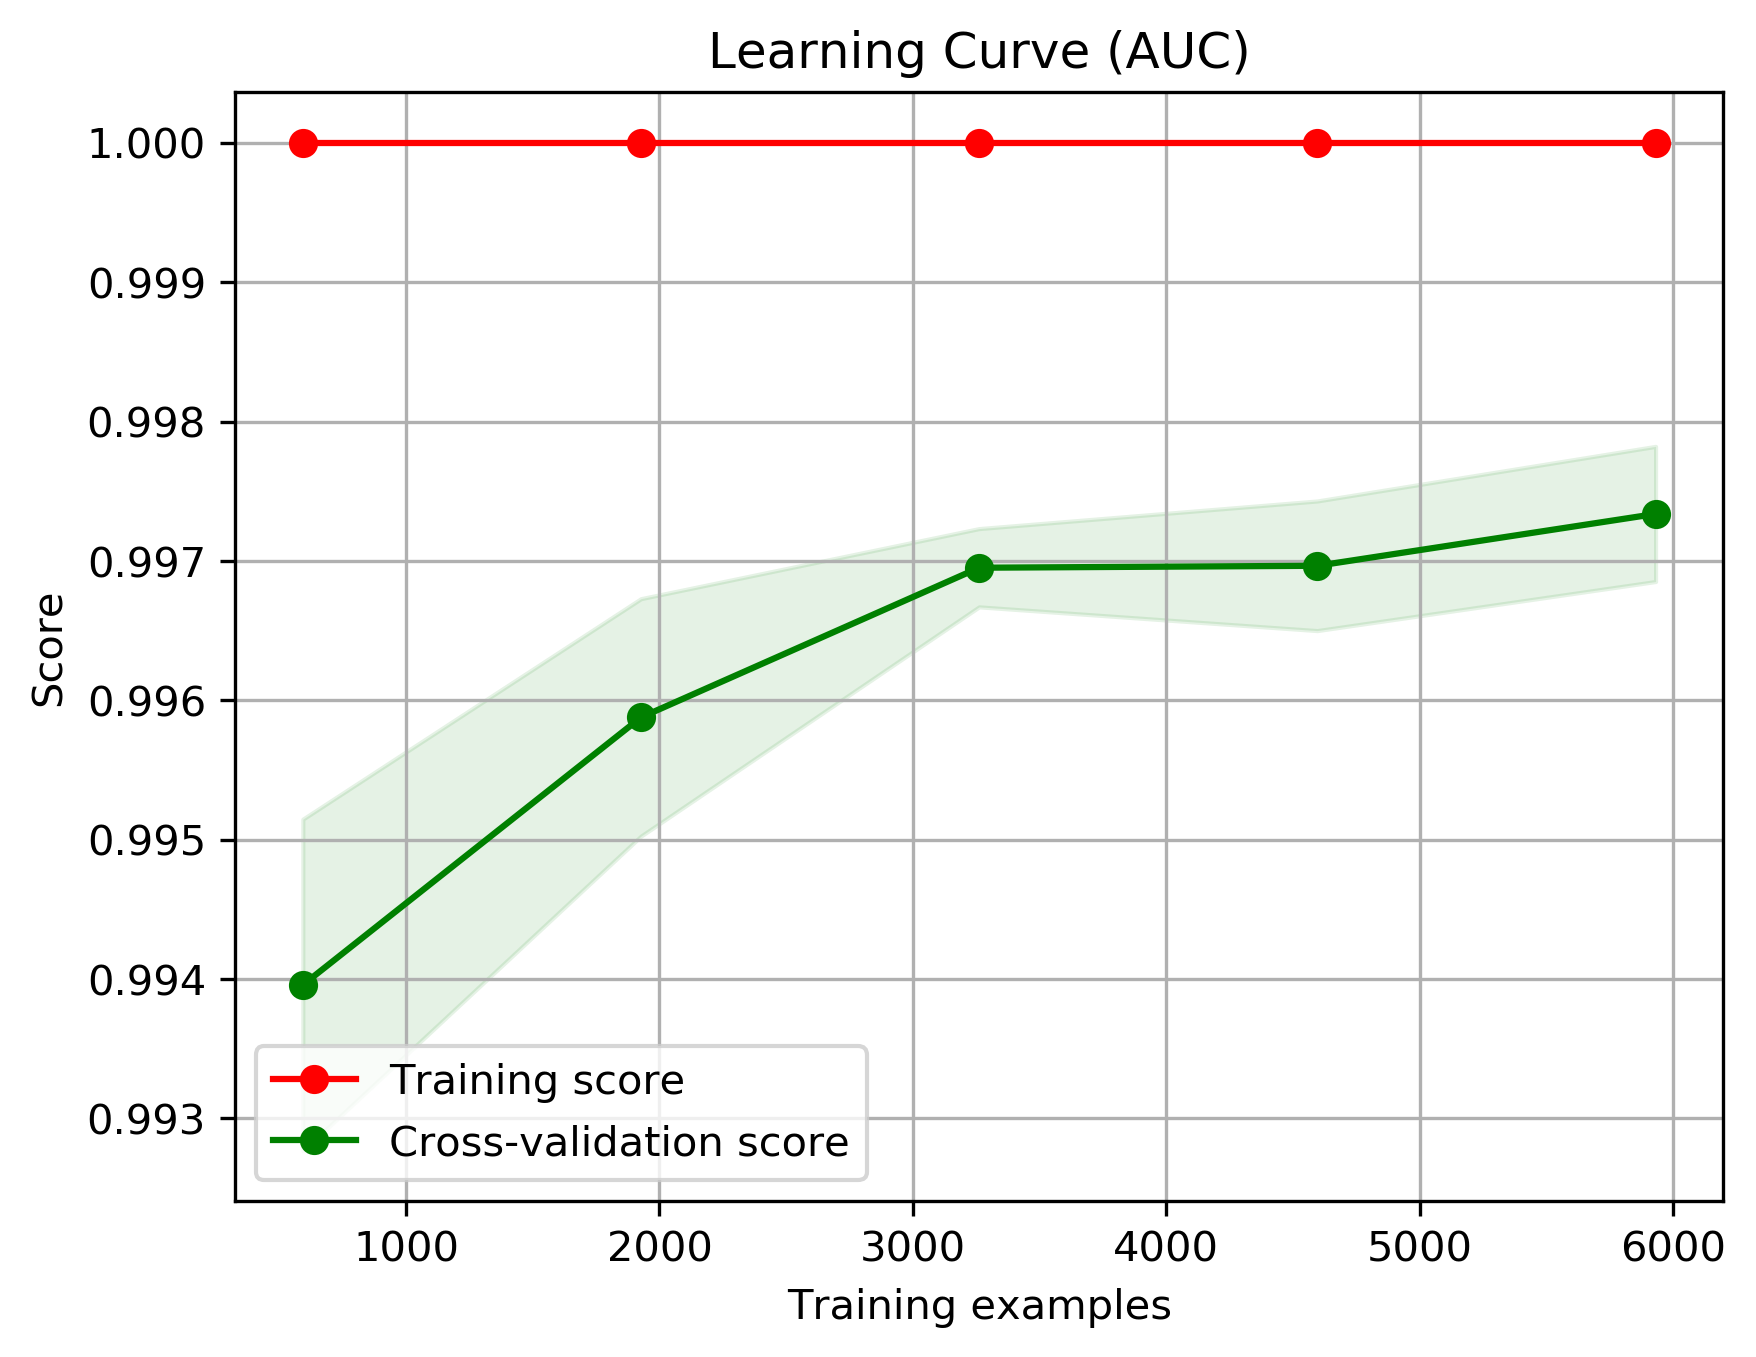 Learning Curve (AUC)
1.000
0.999
0.998
0.997
0.996
0.995
0.994
0.993
Score
Training score
Cross-validation score
1000 2000 3000 4000 5000 6000
Training examples